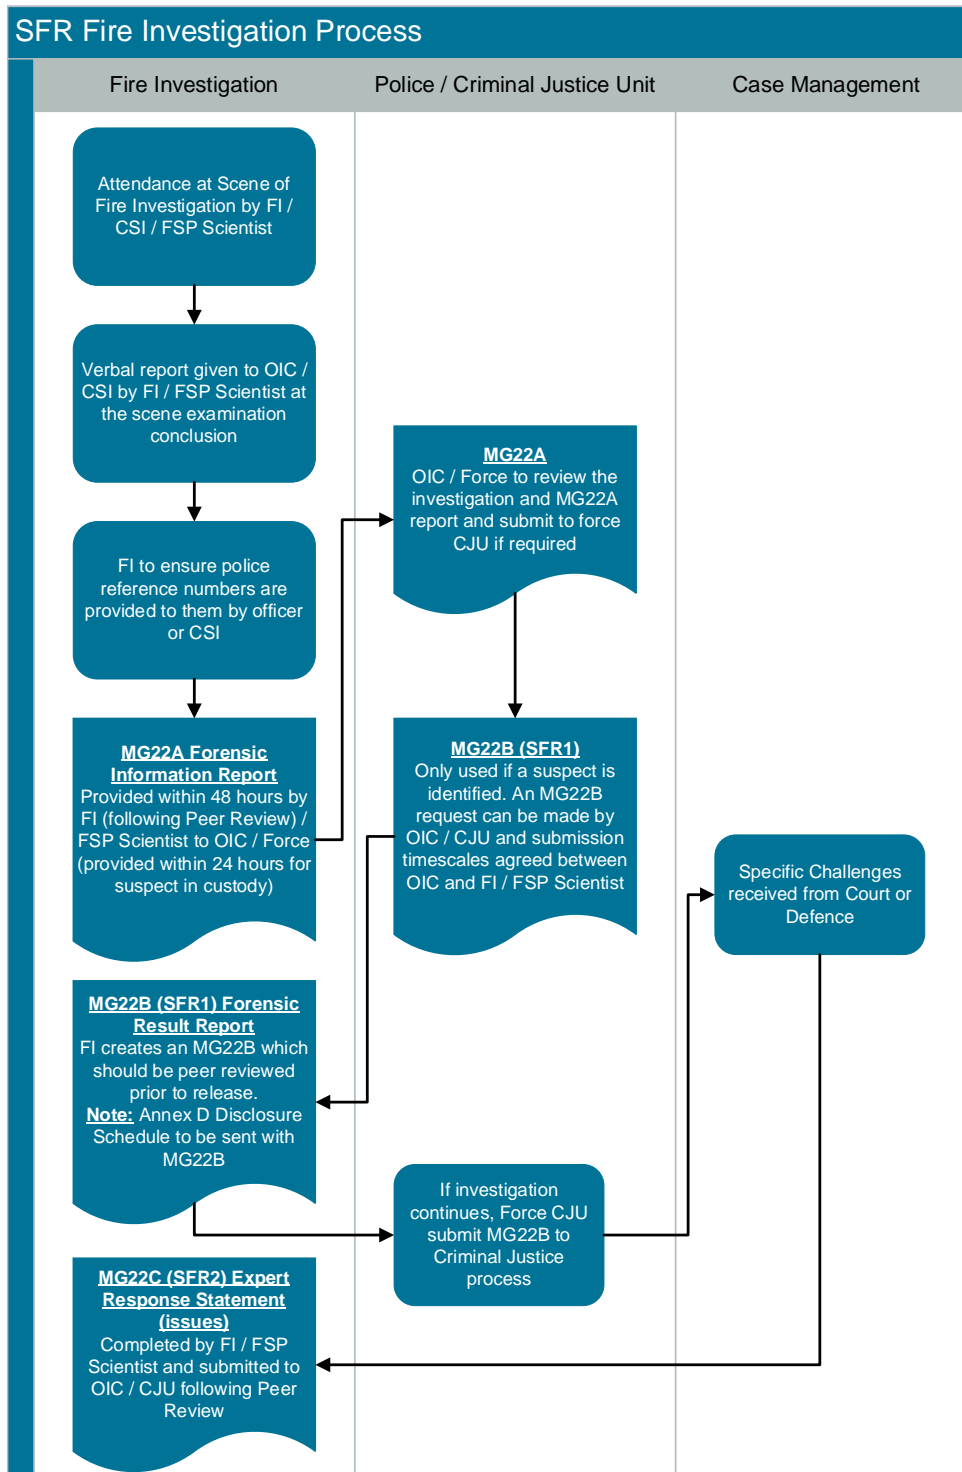 SFR Fire Investigation Process
Fire Investigation
Police / Criminal Justice Unit
Case Management
Attendance at Scene of
Fire Investigation by FI /
CSI / FSP Scientist
Verbal report given to OIC /
CSI by FI / FSP Scientist at
the scene examination
conclusion
FI to ensure police
reference numbers are
provided to them by officer
or CSI
MG22A Forensic
Information Report
Provided within 48 hours by
FI (following Peer Review) /
FSP Scientist to OIC / Force
(provided within 24 hours for
suspect in custody)
MG22A
OIC / Force to review the
investigation and MG22A
report and submit to force
CJU if required
MG22B (SFR1)
Only used if a suspect is
identified. An MG22B
request can be made by
OIC / CJU and submission
timescales agreed between
OIC and FI / FSP Scientist
MG22B (SFR1) Forensic
Result Report
FI creates an MG22B which
should be peer reviewed
prior to release.
Note: Annex D Disclosure
Schedule to be sent with
MG22B
If investigation
continues, Force CJU
submit MG22B to
Criminal Justice
process
Specific Challenges
received from Court or
Defence
MG22C (SFR2) Expert
Response Statement
(issues)
Completed by FI / FSP
Scientist and submitted to
OIC / CJU following Peer
Review